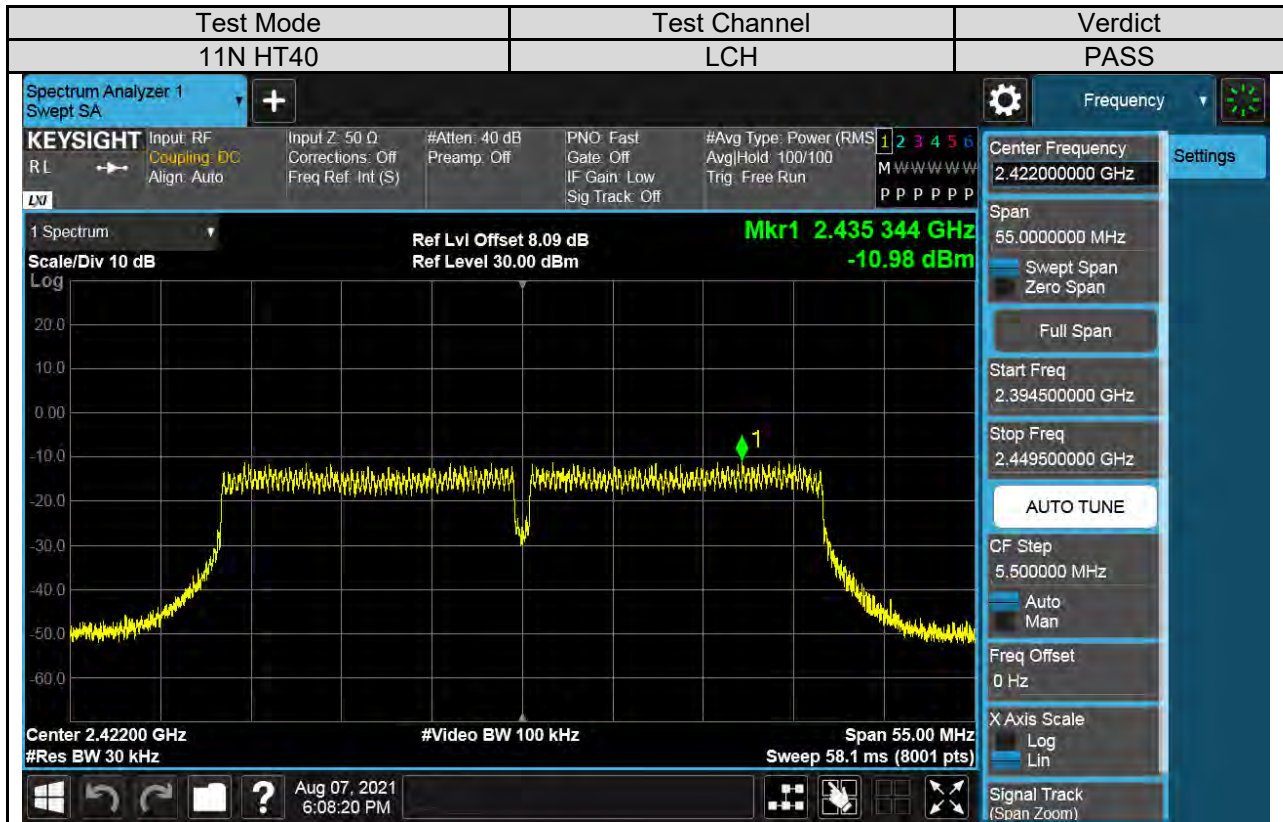 Test Mode Test Channel Verdict
11N HT40 LCH PASS
Spectrum Analyzer 1
Swept SA
+
Frequency
KEYSIGHT
RL
LXI
Input: RF
Coupling: DC
Align: Auto
Input Z: 50 Ω
Corrections: Off
Freq Ref: Int (S)
#Atten: 40 dB
Preamp: Off
PNO: Fast
Gate: Off
IF Gain: Low
Sig Track: Off
#Avg Type: Power (RMS
Avg|Hold: 100/100
Trig: Free Run
1 2 3 4 5 6
M W W W W W
P P P P P P
1 Spectrum
Scale/Div 10 dB
Ref Lvl Offset 8.09 dB
Ref Level 30.00 dBm
Mkr1 2.435 344 GHz
-10.98 dBm
Log
20.0
10.0
0.00
-10.0
-20.0
-30.0
-40.0
-50.0
-60.0
1
Center 2.42200 GHz
#Res BW 30 kHz
#Video BW 100 kHz
Span 55.00 MHz
Sweep 58.1 ms (8001 pts)
Center Frequency
2.422000000 GHz
Settings
Span
55.0000000 MHz
Swept Span
Zero Span
Full Span
Start Freq
2.394500000 GHz
Stop Freq
2.449500000 GHz
AUTO TUNE
CF Step
5.500000 MHz
Auto
Man
Freq Offset
0 Hz
X Axis Scale
Log
Lin
Signal Track
(Span Zoom)
?
Aug 07, 2021
6:08:20 PM